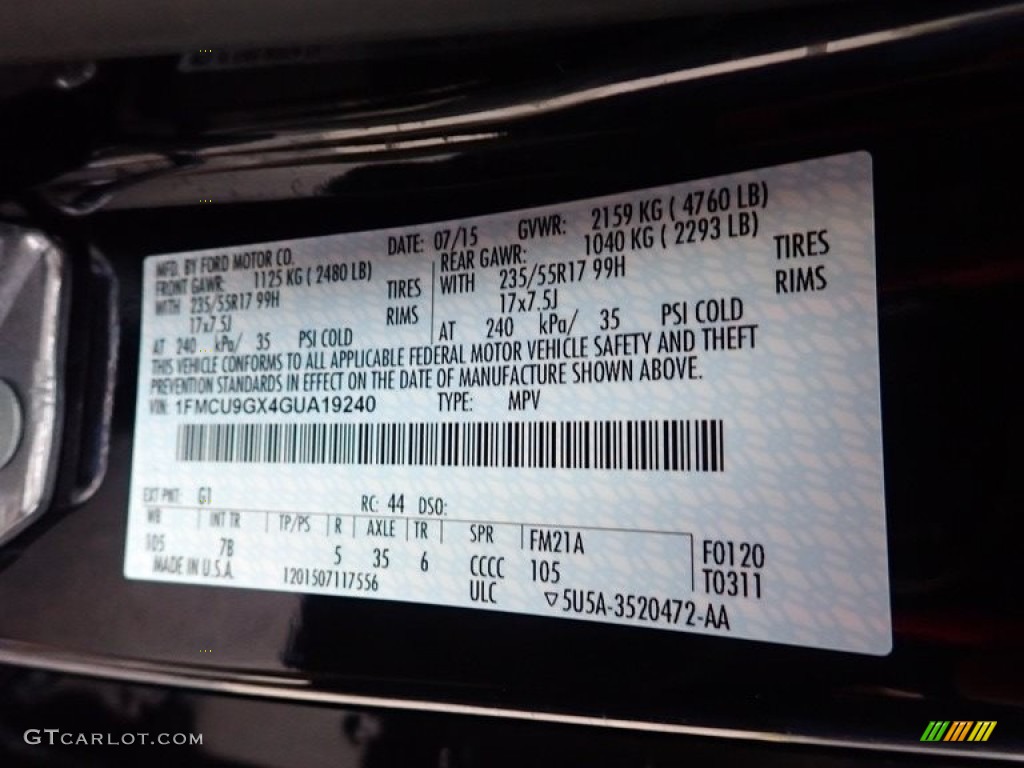 MFD. BY FORD MOTOR CO. DATE: 07/15 GVWR: 2159 KG ( 4760 LB)
FRONT GAWR: 1125 KG ( 2480 LB) REAR GAWR: 1040 KG ( 2293 LB)
WITH 235/55R17 99H TIRES WITH 235/55R17 99H TIRES
17x7.5J RIMS 17x7.5J RIMS
AT 240 kPa/ 35 PSI COLD AT 240 kPa/ 35 PSI COLD
THIS VEHICLE CONFORMS TO ALL APPLICABLE FEDERAL MOTOR VEHICLE SAFETY AND THEFT
PREVENTION STANDARDS IN EFFECT ON THE DATE OF MANUFACTURE SHOWN ABOVE.
VIN: 1FMCU9GX4GUA19240 TYPE: MPV
EXT PNT: G1 RC: 44 DSO:
WB INT TR TP/PS R AXLE TR SPR FM21A F0120
105 7B 5 35 6 CCCC 105 T0311
MADE IN U.S.A. 1201507117556 ULC ▽5U5A-3520472-AA
GTCARLOT.COM